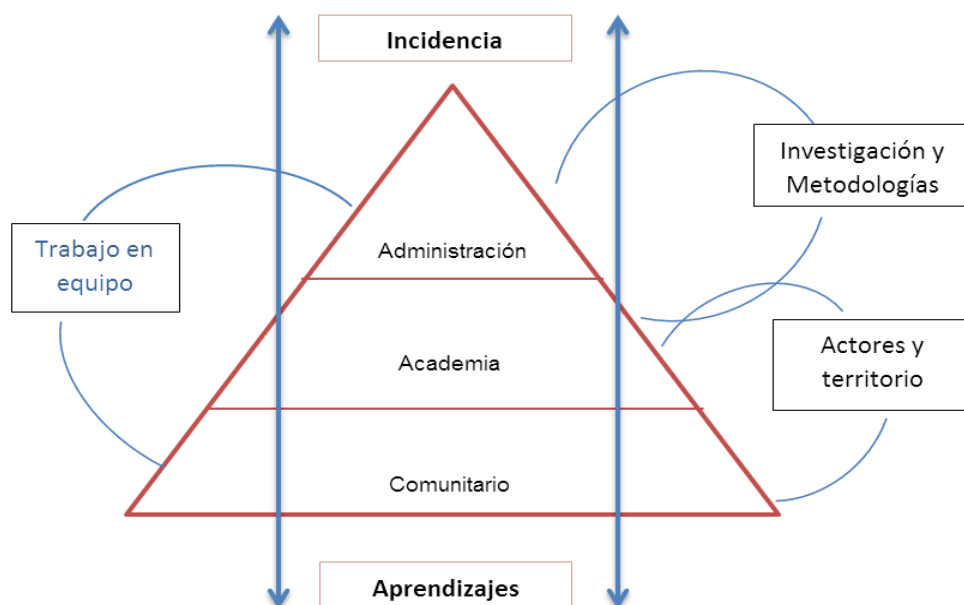 Incidencia
Investigación y
Metodologías
Trabajo en
equipo
Administración
Academia
Actores y
territorio
Comunitario
Aprendizajes